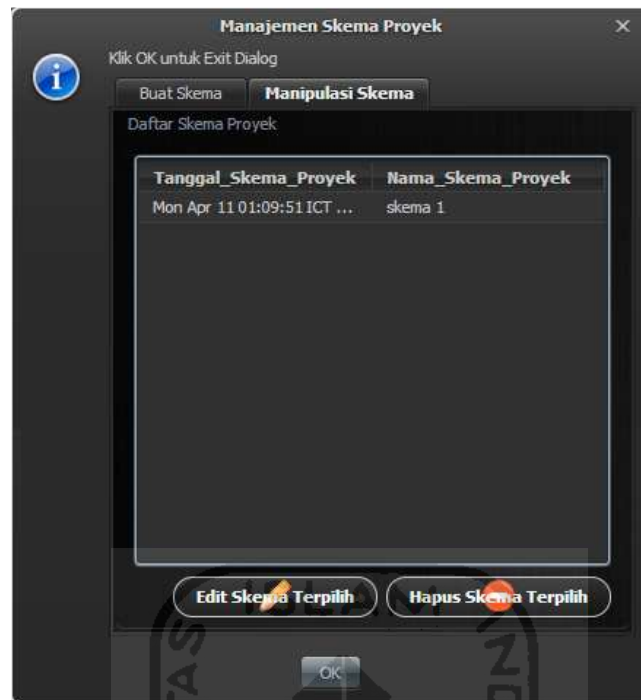 Manajemen Skema Proyek
Klik OK untuk Exit Dialog
Buat Skema Manipulasi Skema
Daftar Skema Proyek
Tanggal_Skema_Proyek Nama_Skema_Proyek
Mon Apr 11 01:09:51 ICT ... skema 1
Edit Skema Terpilih Hapus Skema Terpilih
ISLAM
OK